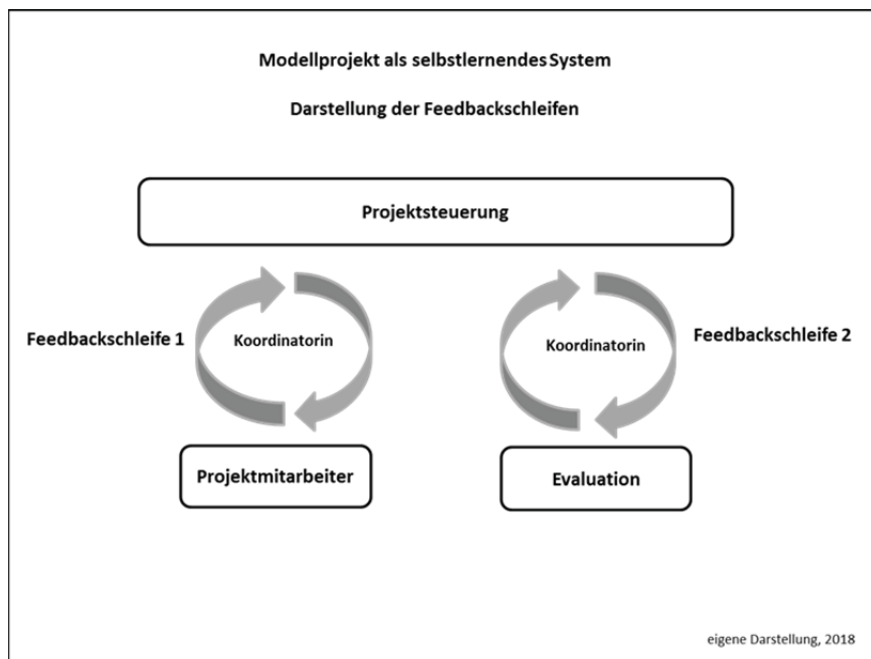 Modellprojekt als selbstlernendes System
Darstellung der Feedbackschleifen
Projektsteuerung
Feedbackschleife 1
Koordinatorin
Koordinatorin
Feedbackschleife 2
Projektmitarbeiter
Evaluation
eigene Darstellung, 2018